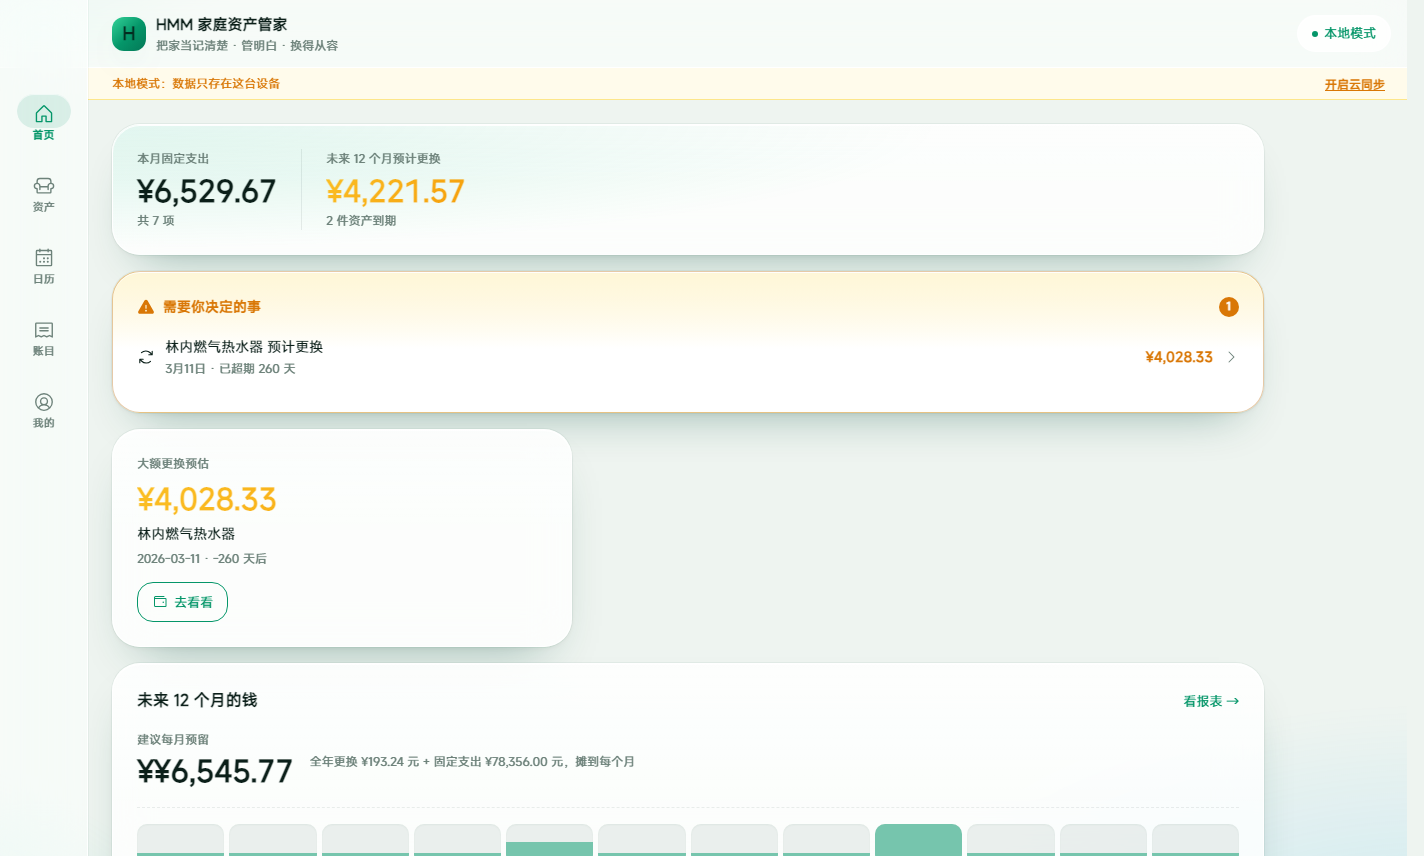 H
HMM 家庭资产管家
把家当记清楚 · 管明白 · 换得从容
本地模式
本地模式：数据只存在这台设备
开启云同步
首页
资产
日历
账目
我的
本月固定支出
¥6,529.67
共 7 项
未来 12 个月预计更换
¥4,221.57
2 件资产到期
需要你决定的事
1
林内燃气热水器 预计更换
3月11日 · 已超期 260 天
¥4,028.33
大额更换预估
¥4,028.33
林内燃气热水器
2026-03-11 · -260 天后
去看看
未来 12 个月的钱
看报表 →
建议每月预留
¥¥6,545.77
全年更换 ¥193.24 元 + 固定支出 ¥78,356.00 元，摊到每个月